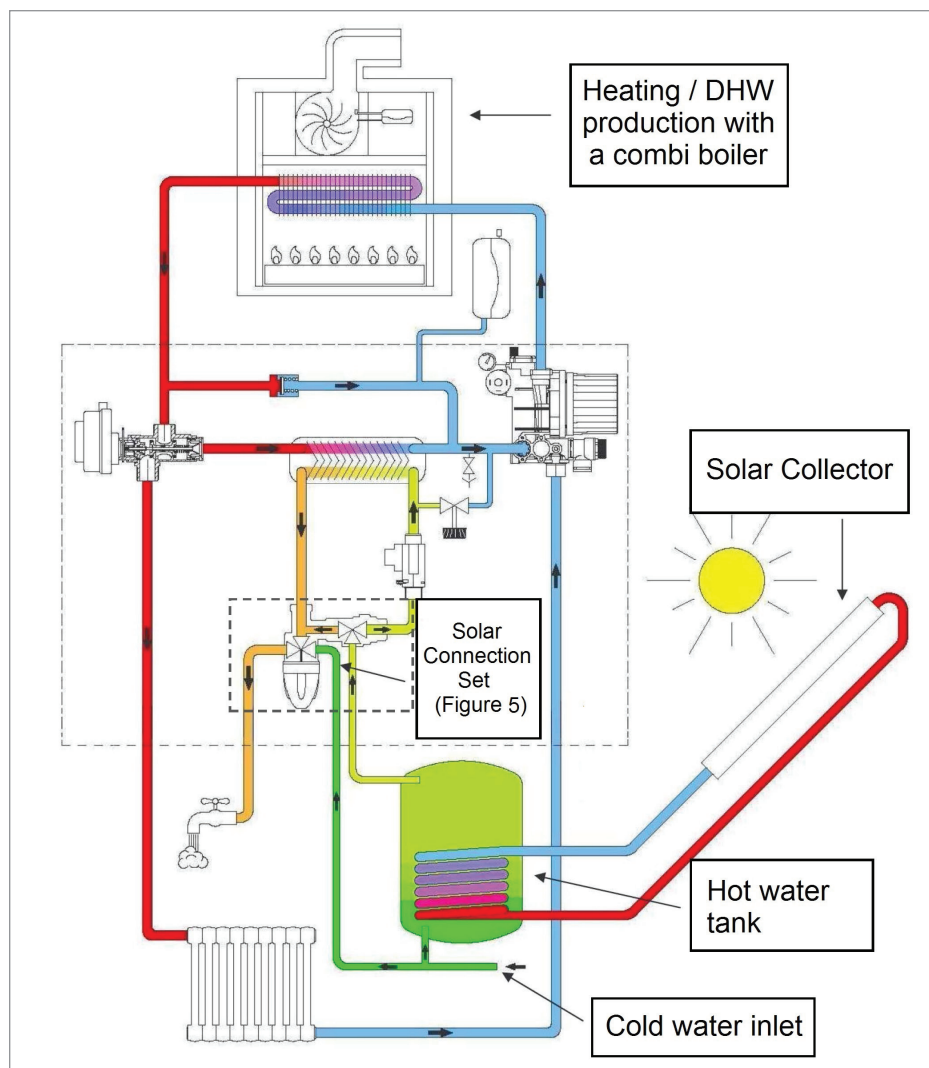 Heating / DHW
production with
a combi boiler
Solar Collector
Solar
Connection
Set
(Figure 5)
Hot water
tank
Cold water inlet